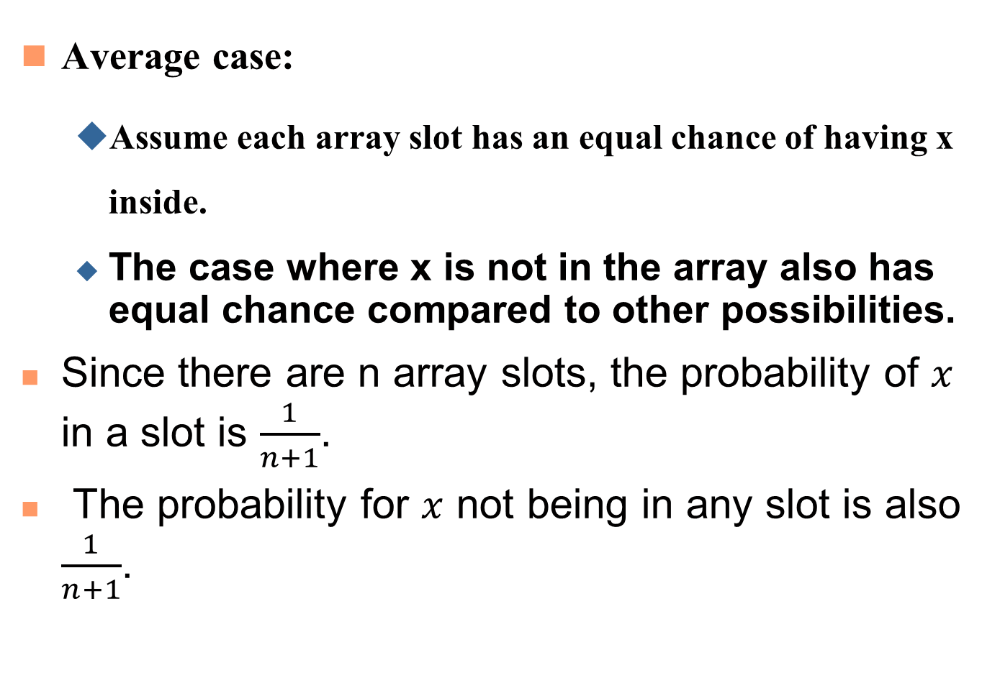 Average case:
Assume each array slot has an equal chance of having x
inside.
The case where x is not in the array also has
equal chance compared to other possibilities.
Since there are n array slots, the probability of 𝑥
in a slot is 1/(𝑛+1).
The probability for 𝑥 not being in any slot is also
1/(𝑛+1).